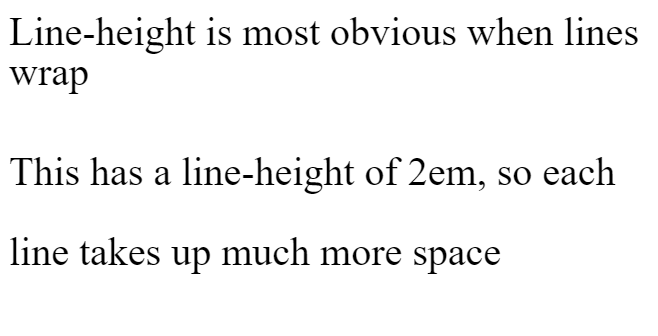 Line-height is most obvious when lines
wrap
This has a line-height of 2em, so each
line takes up much more space